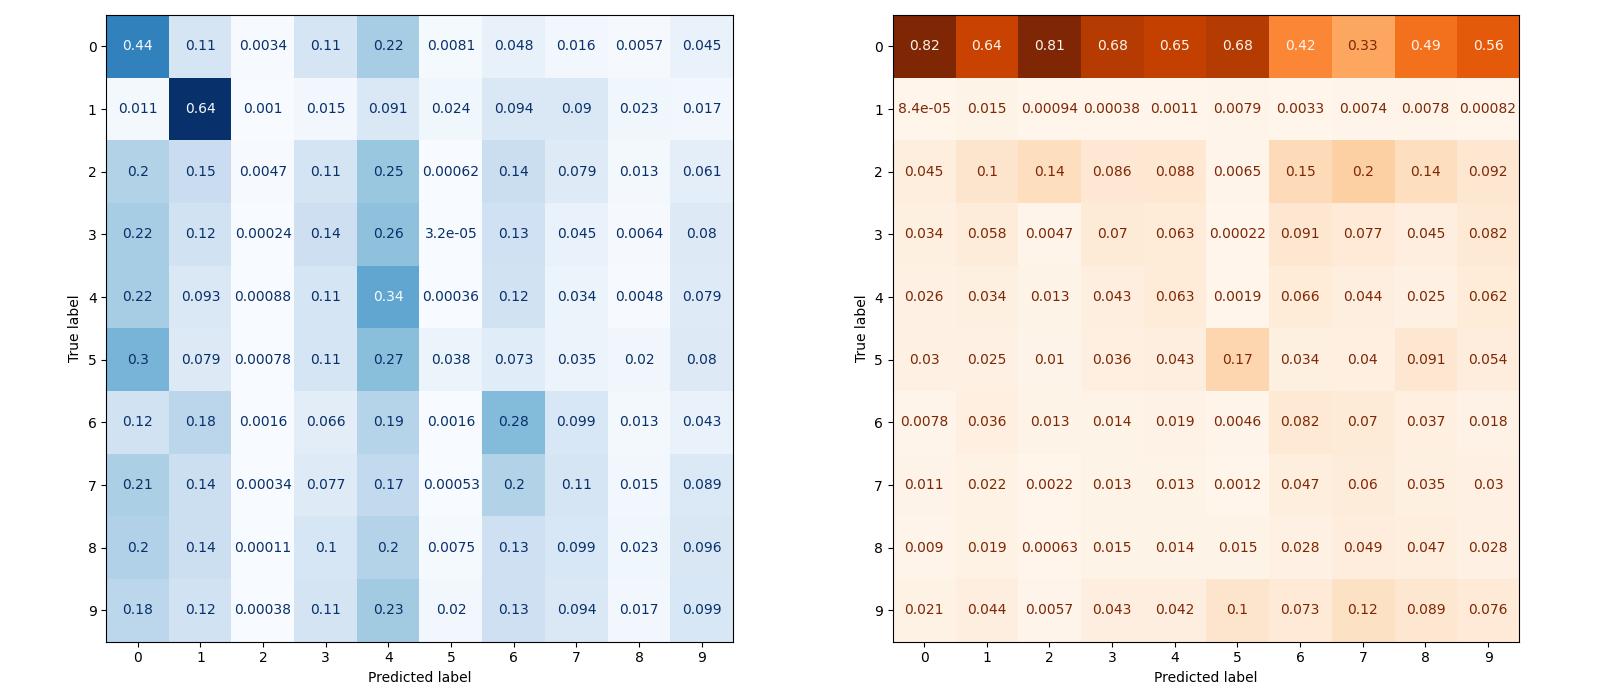 0 0.44 0.11 0.0034 0.11 0.22 0.0081 0.048 0.016 0.0057 0.045
1 0.011 0.64 0.001 0.015 0.091 0.024 0.094 0.09 0.023 0.017
2 0.2 0.15 0.0047 0.11 0.25 0.00062 0.14 0.079 0.013 0.061
3 0.22 0.12 0.00024 0.14 0.26 3.2e-05 0.13 0.045 0.0064 0.08
4 0.22 0.093 0.00088 0.11 0.34 0.00036 0.12 0.034 0.0048 0.079
5 0.3 0.079 0.00078 0.11 0.27 0.038 0.073 0.035 0.02 0.08
6 0.12 0.18 0.0016 0.066 0.19 0.0016 0.28 0.099 0.013 0.043
7 0.21 0.14 0.00034 0.077 0.17 0.00053 0.2 0.11 0.015 0.089
8 0.2 0.14 0.00011 0.1 0.2 0.0075 0.13 0.099 0.023 0.096
9 0.18 0.12 0.00038 0.11 0.23 0.02 0.13 0.094 0.017 0.099
0 1 2 3 4 5 6 7 8 9
Predicted label
True label
0 0.82 0.64 0.81 0.68 0.65 0.68 0.42 0.33 0.49 0.56
1 8.4e-05 0.015 0.00094 0.00038 0.0011 0.0079 0.0033 0.0074 0.0078 0.00082
2 0.045 0.1 0.14 0.086 0.088 0.0065 0.15 0.2 0.14 0.092
3 0.034 0.058 0.0047 0.07 0.063 0.00022 0.091 0.077 0.045 0.082
4 0.026 0.034 0.013 0.043 0.063 0.0019 0.066 0.044 0.025 0.062
5 0.03 0.025 0.01 0.036 0.043 0.17 0.034 0.04 0.091 0.054
6 0.0078 0.036 0.013 0.014 0.019 0.0046 0.082 0.07 0.037 0.018
7 0.011 0.022 0.0022 0.013 0.013 0.0012 0.047 0.06 0.035 0.03
8 0.009 0.019 0.00063 0.015 0.014 0.015 0.028 0.049 0.047 0.028
9 0.021 0.044 0.0057 0.043 0.042 0.1 0.073 0.12 0.089 0.076
0 1 2 3 4 5 6 7 8 9
Predicted label
True label